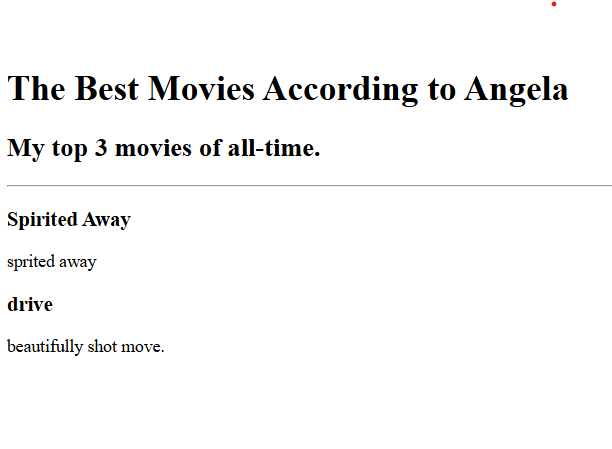 The Best Movies According to Angela
My top 3 movies of all-time.
Spirited Away
sprited away
drive
beautifully shot move.